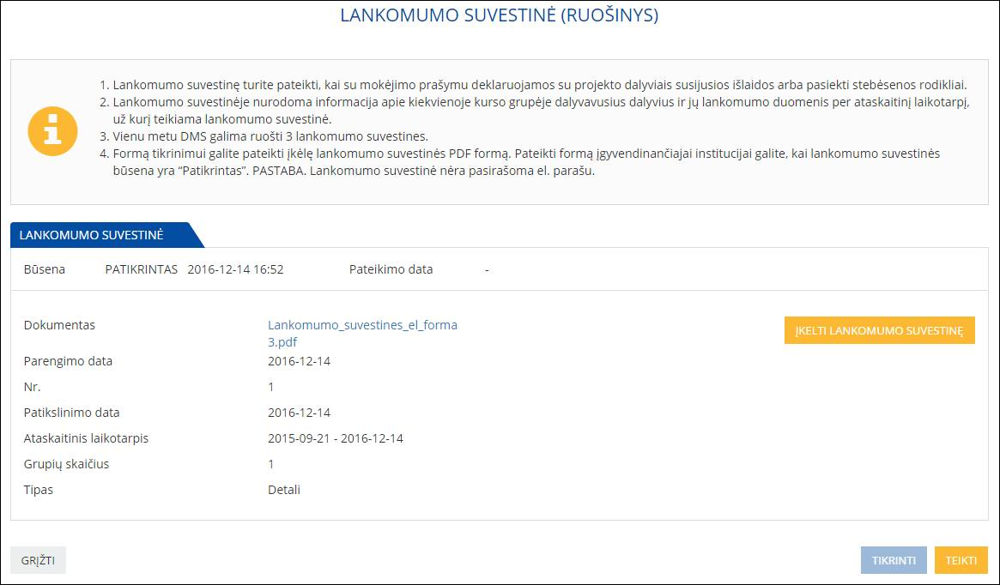 LANKOMUMO SUVESTINĖ (RUOŠINYS)
1. Lankomumo suvestinę turite pateikti, kai su mokėjimo prašymu deklaruojamos su projekto dalyviais susijusios išlaidos arba pasiekti stebėsenos rodikliai.
2. Lankomumo suvestinėje nurodoma informacija apie kiekvienoje kurso grupėje dalyvavusius dalyvius ir jų lankomumo duomenis per ataskaitinį laikotarpį,
už kurį teikiama lankomumo suvestinė.
3. Vienu metu DMS galima ruošti 3 lankomumo suvestines.
4. Formą tikrinimui galite pateikti įkėlę lankomumo suvestinės PDF formą. Pateikti formą įgyvendinančiajai institucijai galite, kai lankomumo suvestinės
būsena yra “Patikrintas”. PASTABA. Lankomumo suvestinė nėra pasirašoma el. parašu.
LANKOMUMO SUVESTINĖ
Būsena PATIKRINTAS 2016-12-14 16:52 Pateikimo data -
Dokumentas Lankomumo_suvestines_el_forma ĮKELTI LANKOMUMO SUVESTINĘ
3.pdf
Parengimo data 2016-12-14
Nr. 1
Patikslinimo data 2016-12-14
Ataskaitinis laikotarpis 2015-09-21 - 2016-12-14
Grupių skaičius 1
Tipas Detali
GRĮŽTI TIKRINTI TEIKTI